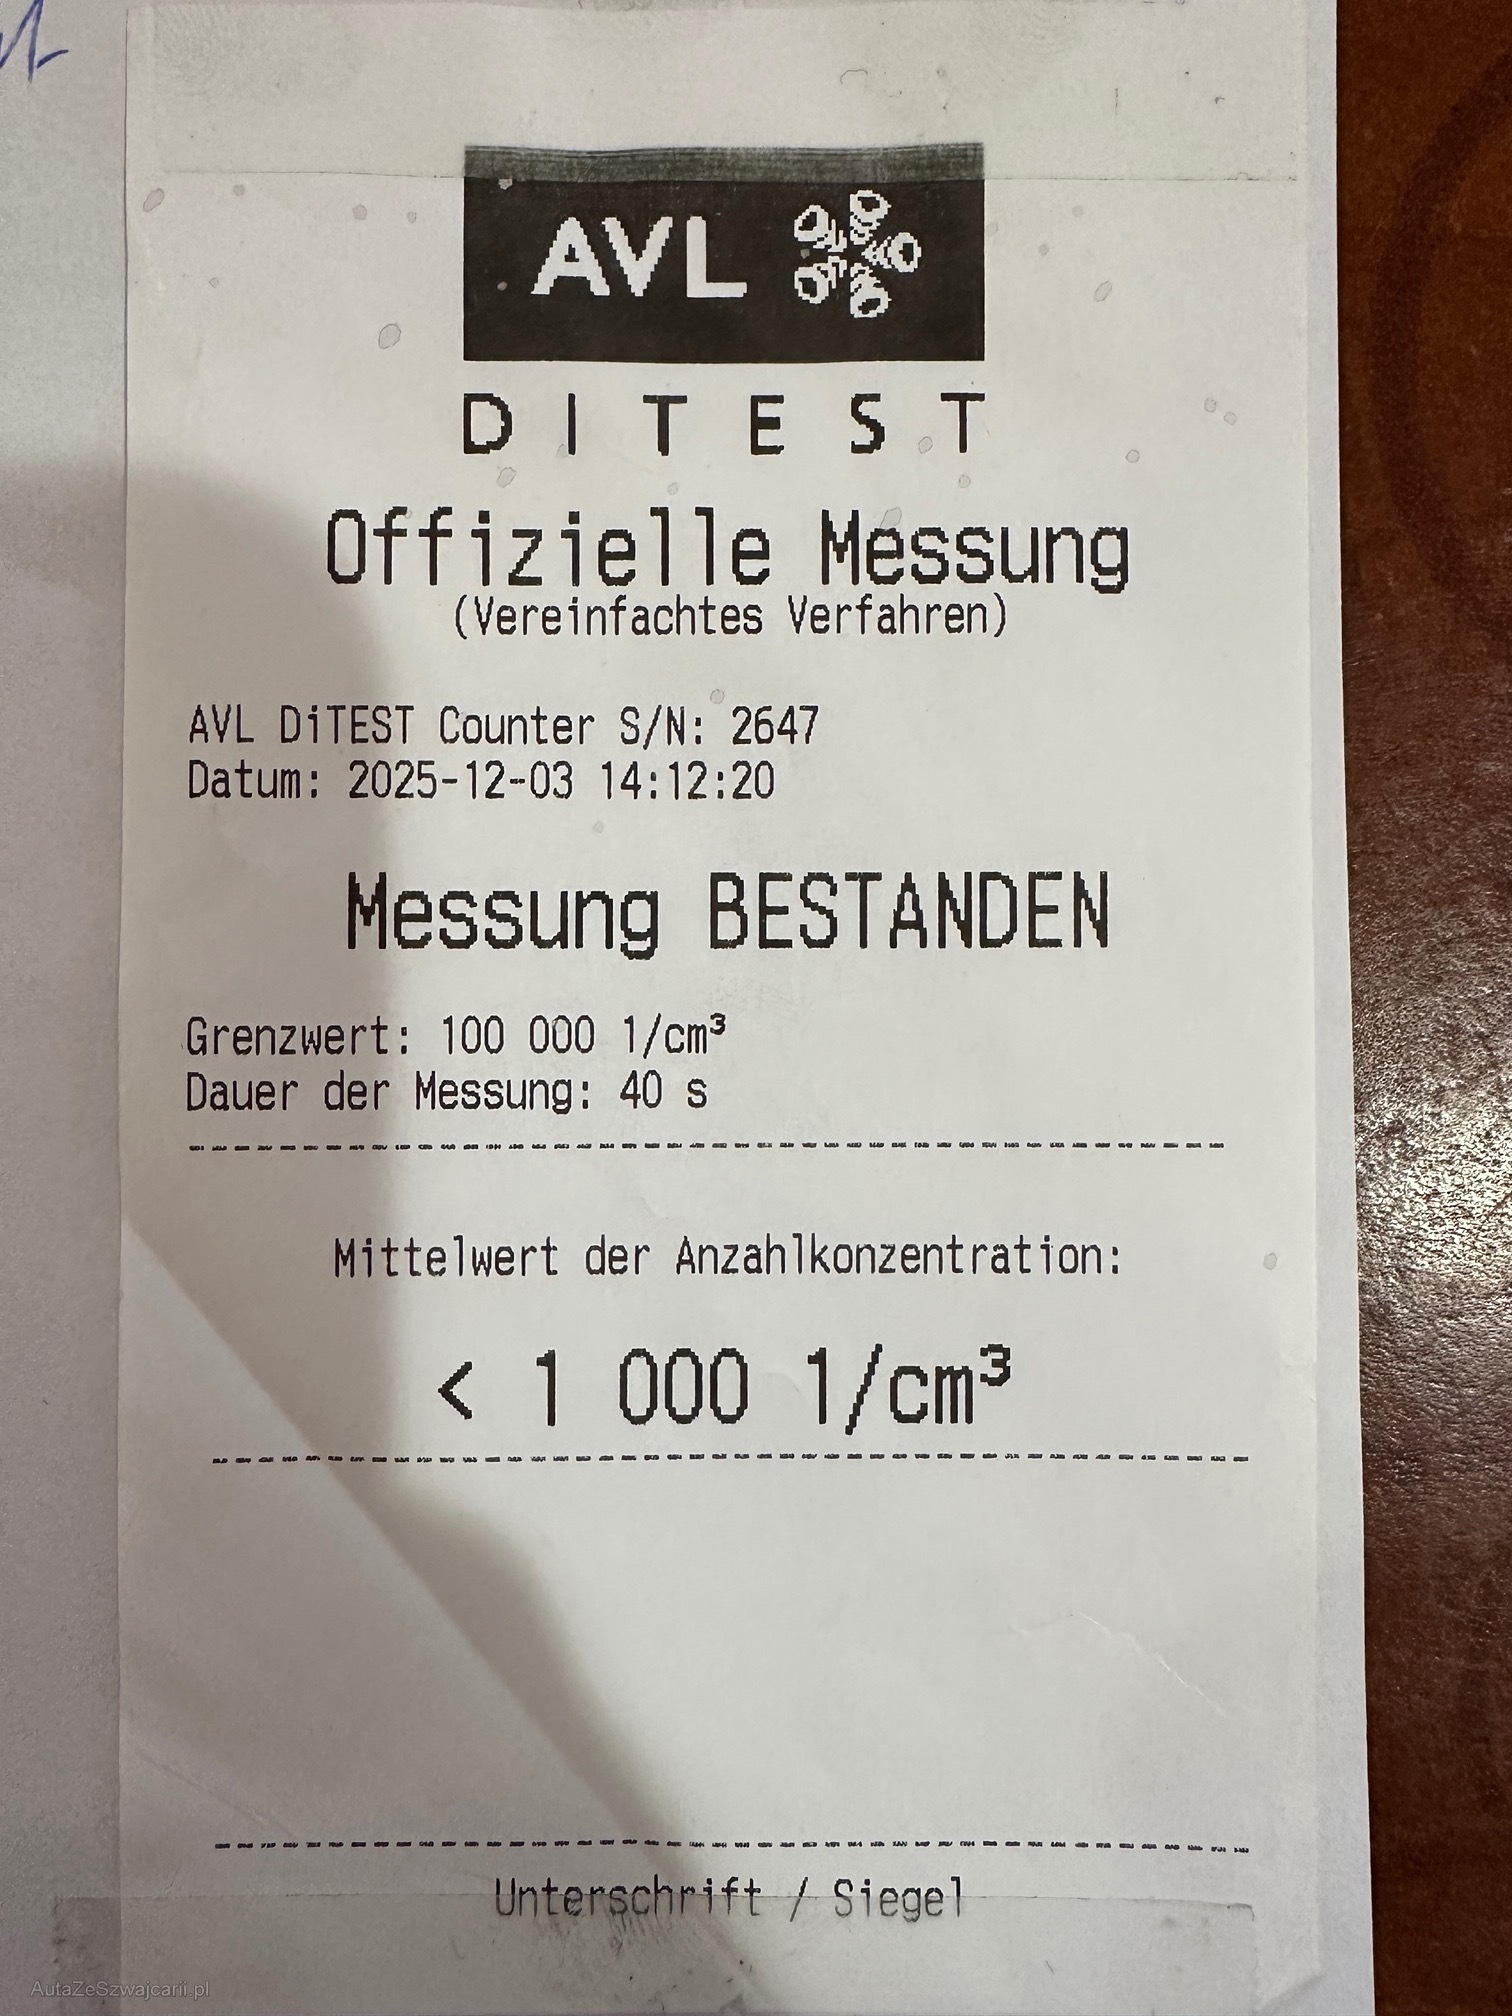 AVL
DITEST
Offizielle Messung
(Vereinfachtes Verfahren)
AVL DiTEST Counter S/N: 2647
Datum: 2025-12-03 14:12:20
Messung BESTANDEN
Grenzwert: 100 000 1/cm³
Dauer der Messung: 40 s
Mittelwert der Anzahlkonzentration:
< 1 000 1/cm³
Unterschrift / Siegel
AutaZeSzwajcarii.pl